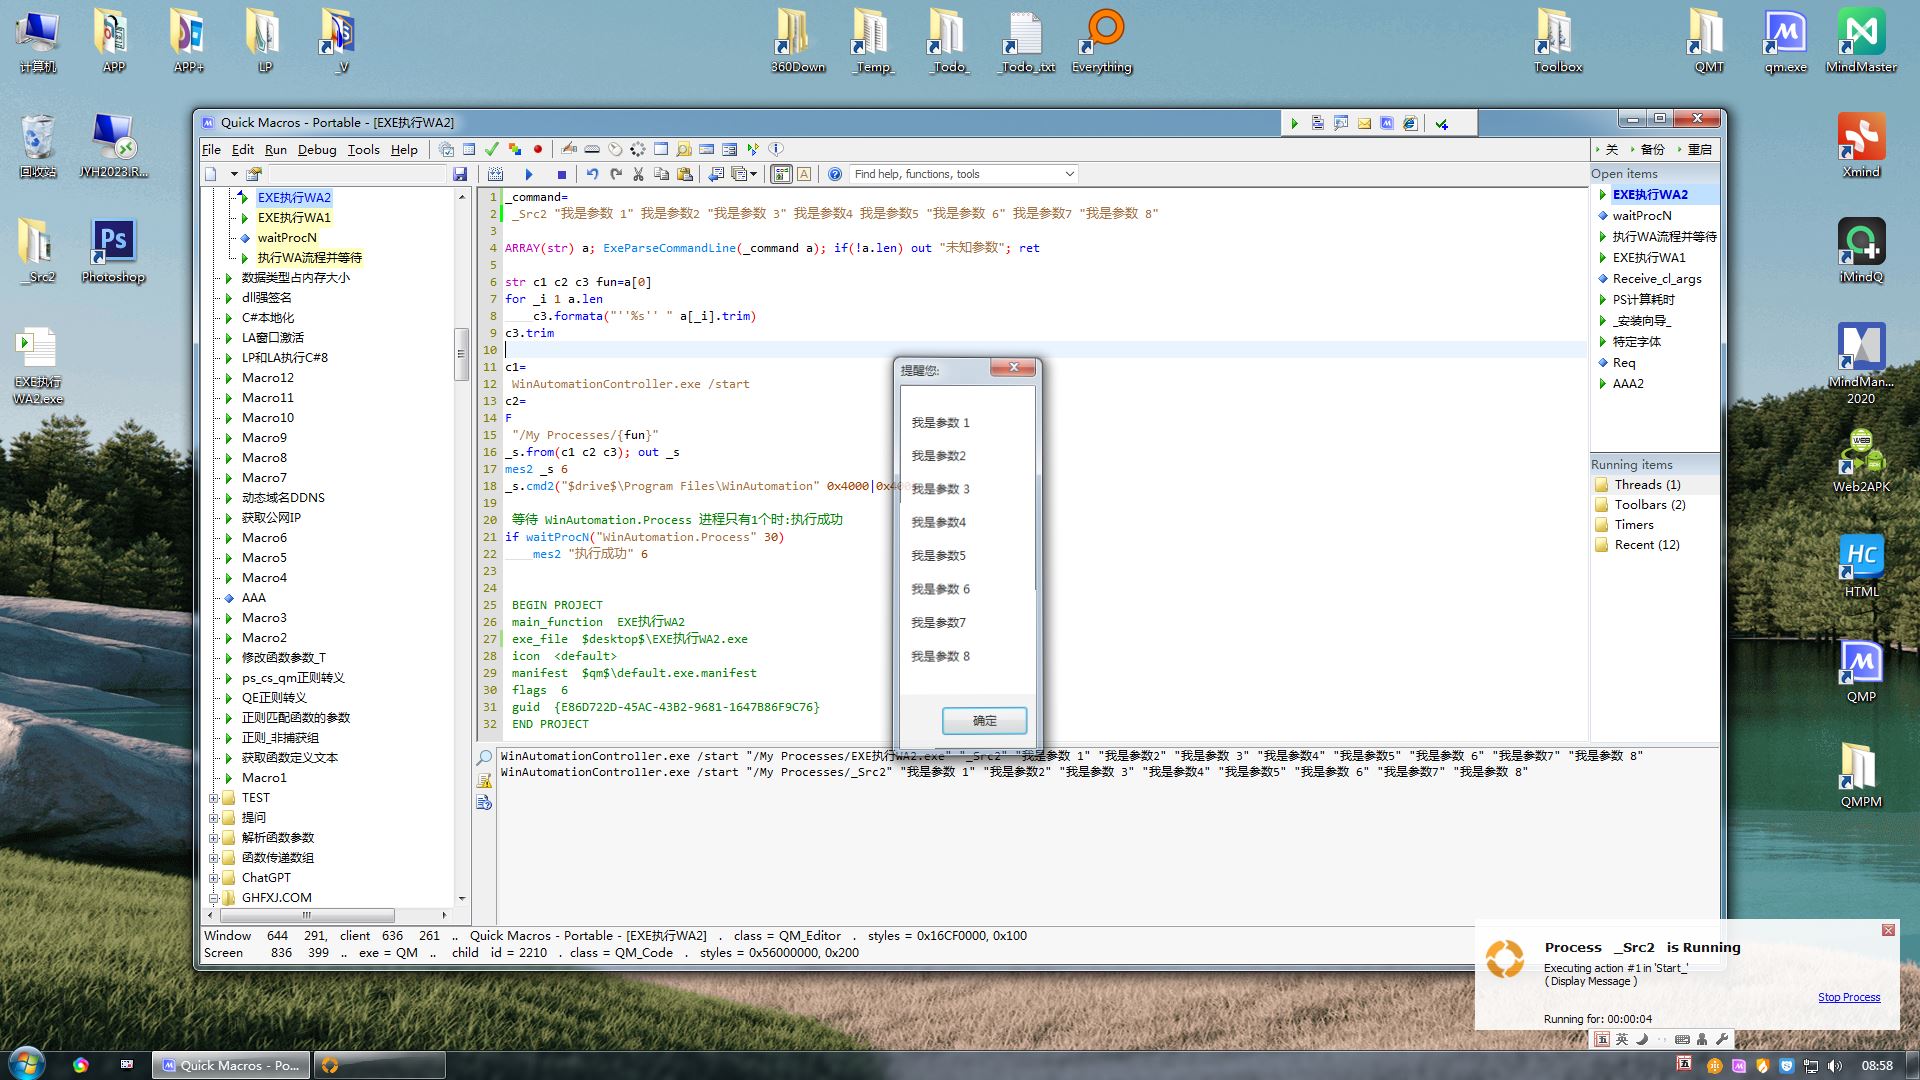 计算机
APP
APP+
LP
_V
360Down
_Temp_
_Todo_
_Todo_.txt
Everything
Toolbox
QMT
qm.exe
MindMaster
回收站
JYH2023.R...
__Src2
Photoshop
EXE执行
WA2.exe
Xmind
iMindQ
MindMan...
2020
Web2APK
HTML
QMP
QMPM
Quick Macros - Portable - [EXE执行WA2]
File Edit Run Debug Tools Help
关 备份 重启
Find help, functions, tools
EXE执行WA2
EXE执行WA1
waitProcN
执行WA流程并等待
数据类型占内存大小
dll强签名
C#本地化
LA窗口激活
LP和LA执行C#8
Macro12
Macro11
Macro10
Macro9
Macro8
Macro7
动态域名DDNS
获取公网IP
Macro6
Macro5
Macro4
AAA
Macro3
Macro2
修改函数参数_T
ps_cs_qm正则转义
QE正则转义
正则匹配函数的参数
正则_非捕获组
获取函数定义文本
Macro1
TEST
提问
解析函数参数
函数传递数组
ChatGPT
GHFXJ.COM
1 _command=
2 _Src2 "我是参数 1" 我是参数2 "我是参数 3" 我是参数4 我是参数5 "我是参数 6" 我是参数7 "我是参数 8"
3
4 ARRAY(str) a; ExeParseCommandLine(_command a); if(!a.len) out "未知参数"; ret
5
6 str c1 c2 c3 fun=a[0]
7 for _i 1 a.len
8 c3.formata("''%s'' " a[_i].trim)
9 c3.trim
10
11 c1=
12 WinAutomationController.exe /start
13 c2=
14 F
15 "/My Processes/{fun}"
16 _s.from(c1 c2 c3); out _s
17 mes2 _s 6
18 _s.cmd2("$drive$\Program Files\WinAutomation" 0x4000|0x40
19
20 等待 WinAutomation.Process 进程只有1个时:执行成功
21 if waitProcN("WinAutomation.Process" 30)
22 mes2 "执行成功" 6
23
24
25 BEGIN PROJECT
26 main_function EXE执行WA2
27 exe_file $desktop$\EXE执行WA2.exe
28 icon <default>
29 manifest $qm$\default.exe.manifest
30 flags 6
31 guid {E86D722D-45AC-43B2-9681-1647B86F9C76}
32 END PROJECT
提醒您:
我是参数 1
我是参数2
我是参数 3
我是参数4
我是参数5
我是参数 6
我是参数7
我是参数 8
确定
Open items
EXE执行WA2
waitProcN
执行WA流程并等待
EXE执行WA1
Receive_cl_args
PS计算耗时
_安装向导_
特定字体
Req
AAA2
Running items
Threads (1)
Toolbars (2)
Timers
Recent (12)
WinAutomationController.exe /start "/My Processes/EXE执行WA2.exe" "_Src2" "我是参数 1" "我是参数2" "我是参数 3" "我是参数4" "我是参数5" "我是参数 6" "我是参数7" "我是参数 8"
WinAutomationController.exe /start "/My Processes/_Src2" "我是参数 1" "我是参数2" "我是参数 3" "我是参数4" "我是参数5" "我是参数 6" "我是参数7" "我是参数 8"
Window 644 291, client 636 261 .. Quick Macros - Portable - [EXE执行WA2] . class = QM_Editor . styles = 0x16CF0000, 0x100
Screen 836 399 .. exe = QM .. child id = 2210 . class = QM_Code . styles = 0x56000000, 0x200
Process _Src2 is Running
Executing action #1 in 'Start_'
( Display Message )
Stop Process
Running for: 00:00:04
五 英
Quick Macros - Po...
五
08:58